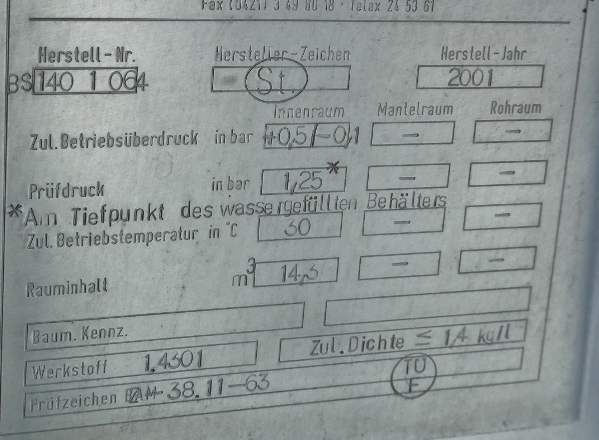 Fax (0421) 3 49 80 18 · Telex 24 53 61
Herstell-Nr. Hersteller-Zeichen Herstell-Jahr
BS 140 1 064 St. 2001
Innenraum Mantelraum Rohraum
Zul. Betriebsüberdruck in bar +0,5/-0,1 — —
Prüfdruck in bar 1,25* — —
*Am Tiefpunkt des wassergefüllten Behälters
Zul. Betriebstemperatur in °C 30 — —
Rauminhalt m³ 14,3 — —
Baum. Kennz.
Werkstoff 1.4301 Zul. Dichte ≤ 1,4 kg/l
Prüfzeichen 38.11-63 TÜ
F